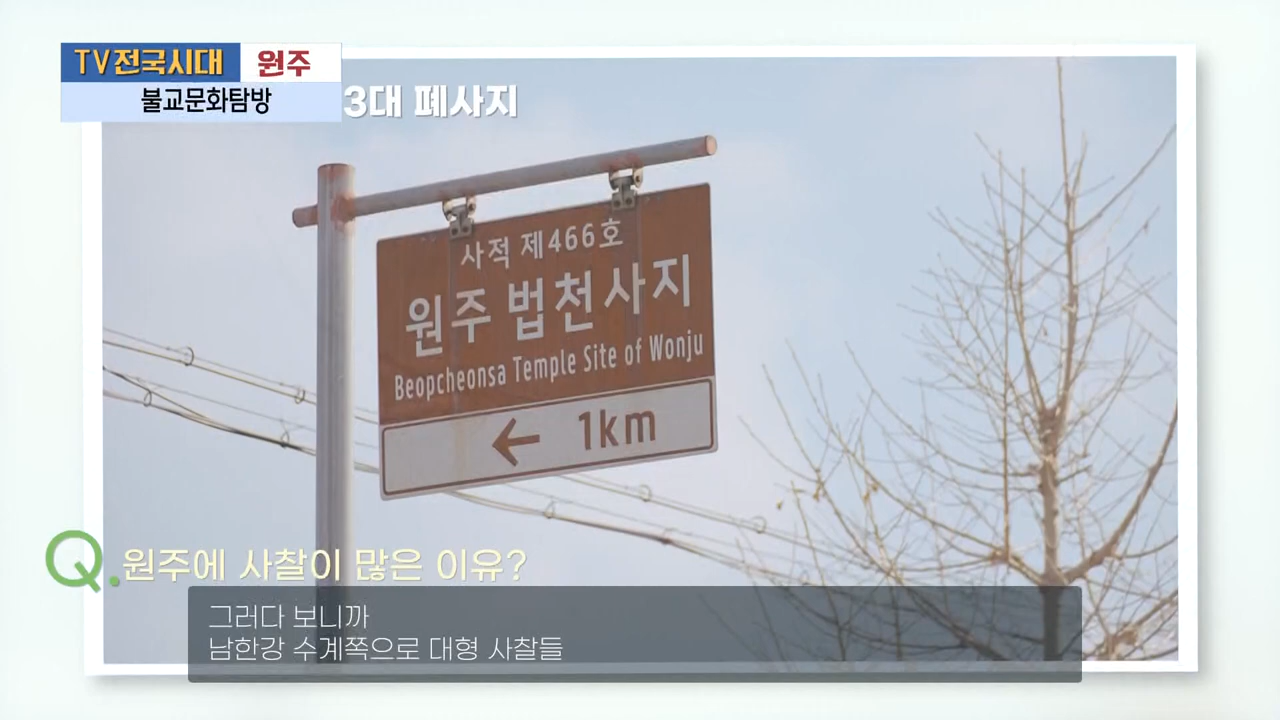 TV전국시대 원주
불교문화탐방
3대 폐사지
사적 제466호
원주 법천사지
Beopcheonsa Temple Site of Wonju
← 1km
Q.원주에 사찰이 많은 이유?
그러다 보니까
남한강 수계쪽으로 대형 사찰들